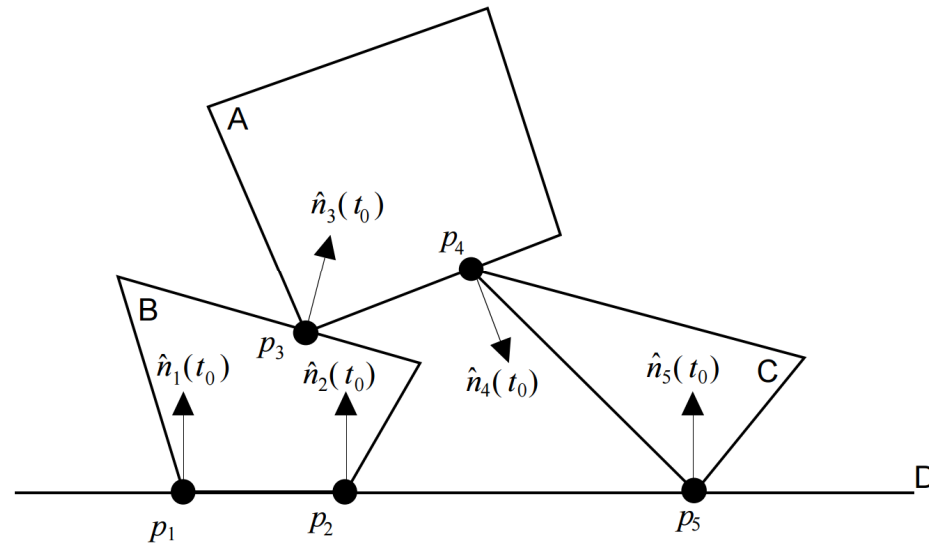 A
n̂₃(t₀)
p₄
B
p₃
n̂₁(t₀)
n̂₂(t₀)
n̂₄(t₀)
n̂₅(t₀)
C
D
p₁
p₂
p₅